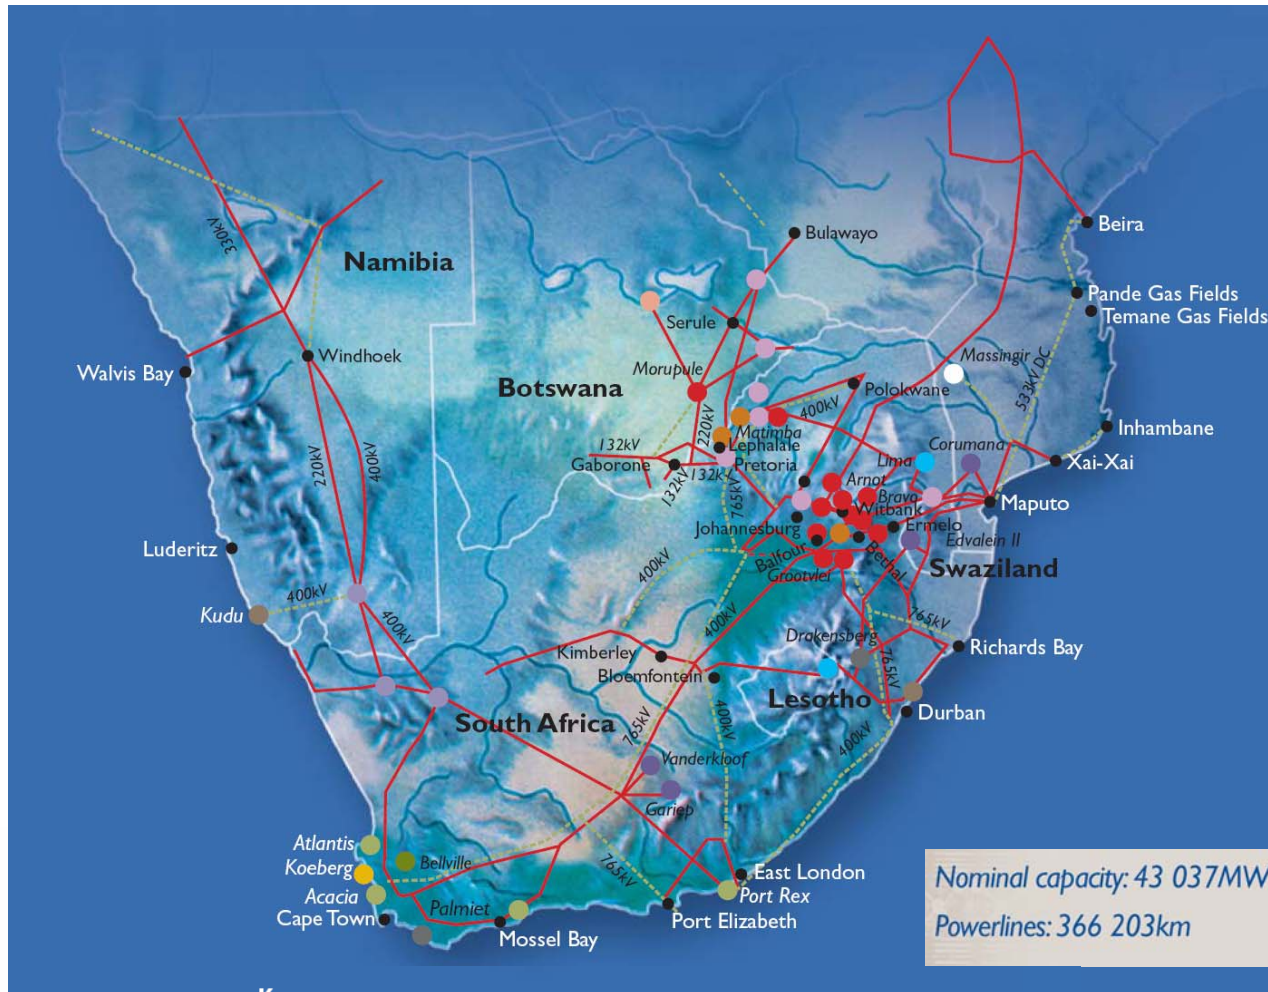 Beira
330kV
Bulawayo
Namibia
Pande Gas Fields
Temane Gas Fields
Serule
Windhoek
Massingir
Walvis Bay
Morupule
533kV DC
Botswana
Polokwane
400kV
220kV
Matimba
Inhambane
132kV
Lephalale
Corumana
220kV
400kV
Gaborone
132kV
132kV
Pretoria
Lima
Xai-Xai
765kV
Arnot
Bravo
Maputo
Witbank
Johannesburg
Ermelo
Edvalein II
Luderitz
Balfour
Bethal
400kV
Grootvlei
Swaziland
400kV
Kudu
400kV
400kV
765kV
Drakensberg
Kimberley
Richards Bay
Bloemfontein
765kV
Lesotho
South Africa
Durban
765kV
400kV
400kV
Vanderkloof
Gariep
Atlantis
Bellville
Koeberg
765kV
East London
Acacia
Port Rex
Palmiet
Cape Town
Port Elizabeth
Mossel Bay
Nominal capacity: 43 037MW
Powerlines: 366 203km